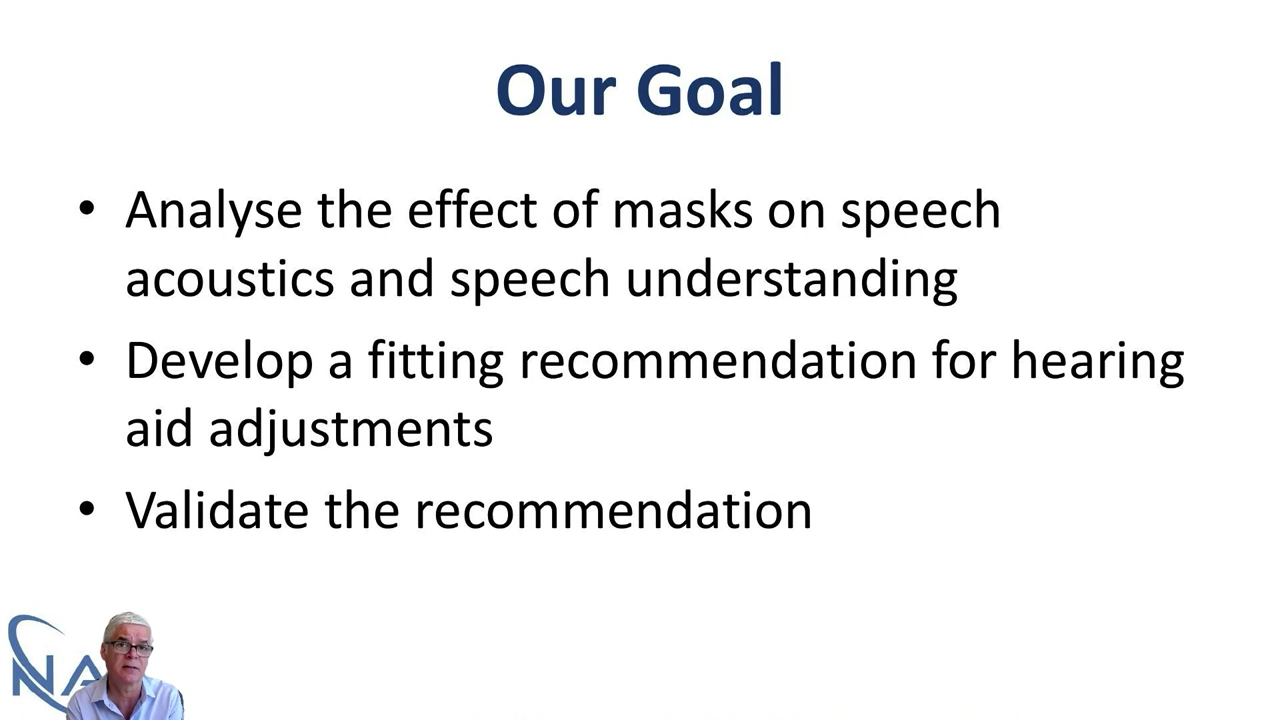 Our Goal
• Analyse the effect of masks on speech
acoustics and speech understanding
• Develop a fitting recommendation for hearing
aid adjustments
• Validate the recommendation
NA